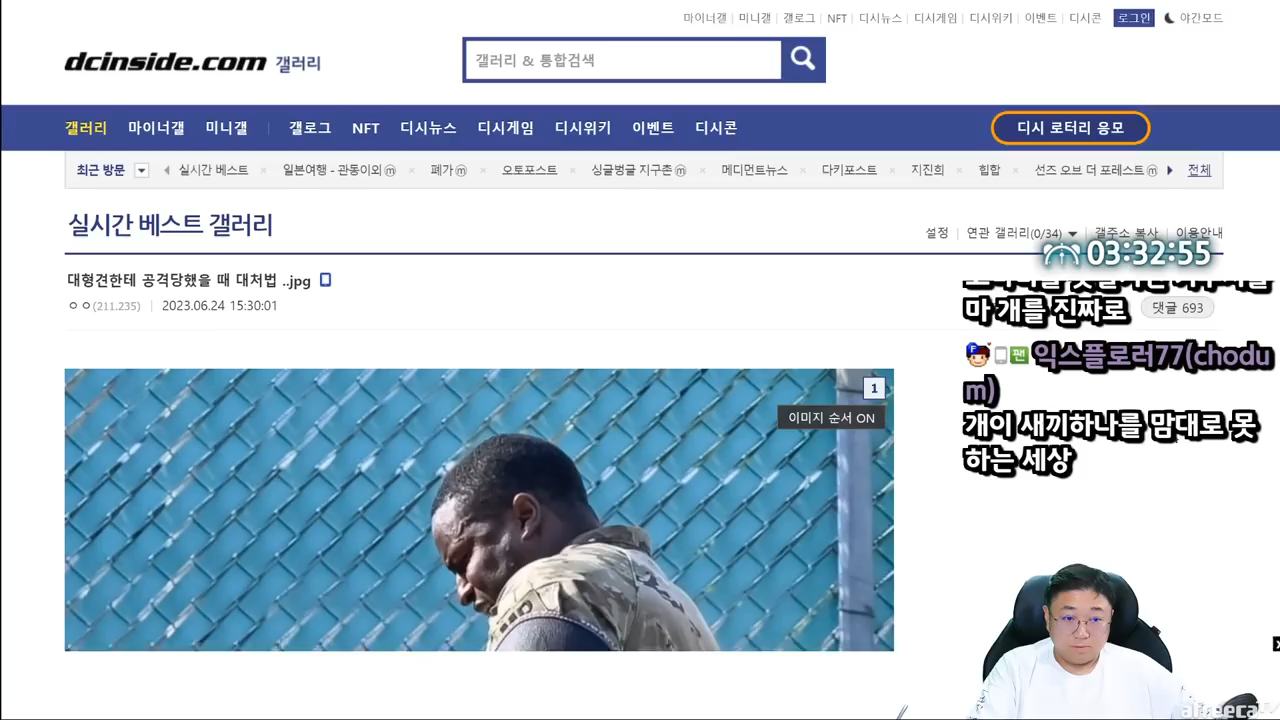 마이너갤 미니갤 갤로그 NFT 디시뉴스 디시게임 디시위키 이벤트 디시콘 로그인 야간모드
dcinside.com 갤러리
갤러리 & 통합검색
갤러리 마이너갤 미니갤 갤로그 NFT 디시뉴스 디시게임 디시위키 이벤트 디시콘 디시 로터리 응모
최근 방문 실시간 베스트 일본여행 - 관동이외ⓜ 폐가ⓜ 오토포스트 싱글벙글 지구촌ⓜ 메디먼트뉴스 다키포스트 지진희 힙합 선즈 오브 더 포레스트ⓜ 전체
실시간 베스트 갤러리
설정 연관 갤러리(0/34) 갤주소 복사 이용안내
03:32:55
대형견한테 공격당했을 때 대처법 ..jpg
ㅇㅇ(211.235) 2023.06.24 15:30:01
마 개를 진짜로
댓글 693
F 팬 익스플로러77(chodu
m)
개이 새끼하나를 맘대로 못
하는 세상
1
이미지 순서 ON